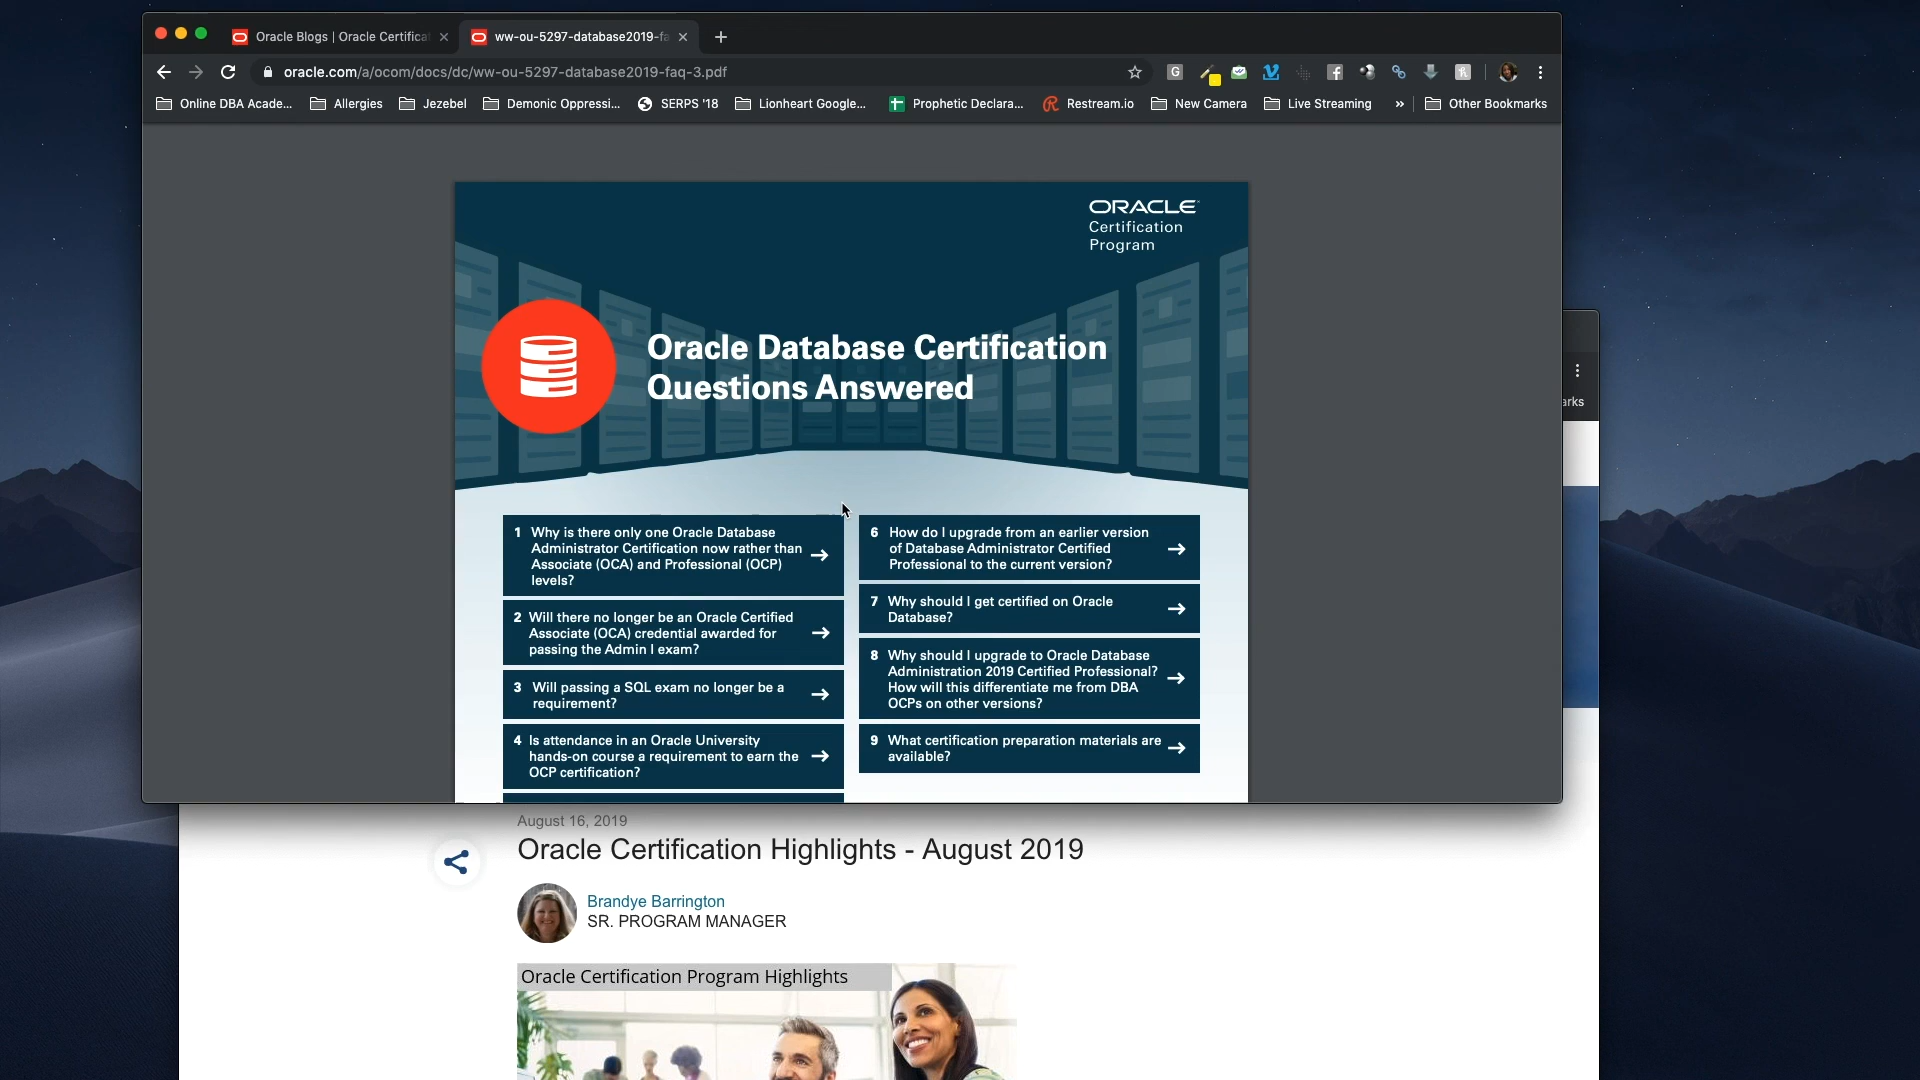 Oracle Blogs | Oracle Certifica
ww-ou-5297-database2019-fa
oracle.com/a/ocom/docs/dc/ww-ou-5297-database2019-faq-3.pdf
Online DBA Acade...
Allergies
Jezebel
Demonic Oppressi...
SERPS '18
Lionheart Google...
Prophetic Declara...
Restream.io
New Camera
Live Streaming
»
Other Bookmarks
ORACLE
Certification
Program
Oracle Database Certification
Questions Answered
1 Why is there only one Oracle Database
Administrator Certification now rather than
Associate (OCA) and Professional (OCP)
levels?
2 Will there no longer be an Oracle Certified
Associate (OCA) credential awarded for
passing the Admin I exam?
3 Will passing a SQL exam no longer be a
requirement?
4 Is attendance in an Oracle University
hands-on course a requirement to earn the
OCP certification?
6 How do I upgrade from an earlier version
of Database Administrator Certified
Professional to the current version?
7 Why should I get certified on Oracle
Database?
8 Why should I upgrade to Oracle Database
Administration 2019 Certified Professional?
How will this differentiate me from DBA
OCPs on other versions?
9 What certification preparation materials are
available?
arks
August 16, 2019
Oracle Certification Highlights - August 2019
Brandye Barrington
SR. PROGRAM MANAGER
Oracle Certification Program Highlights